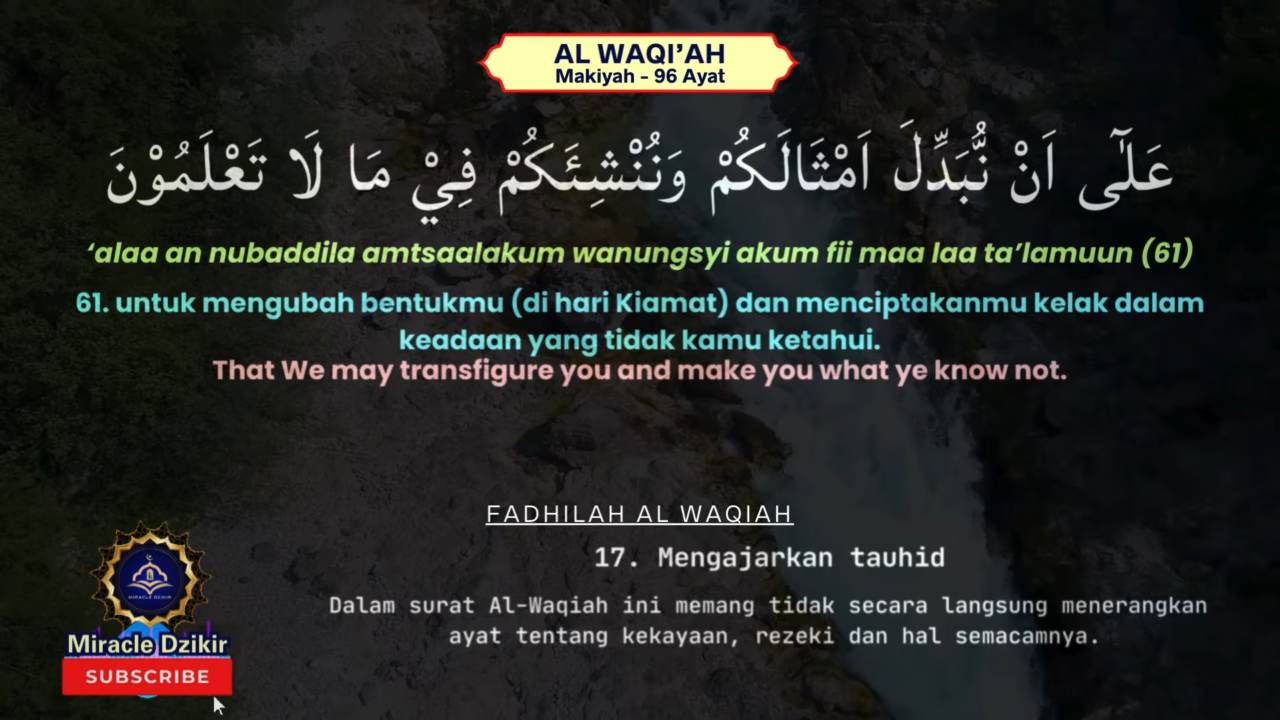 AL WAQI’AH
Makiyah - 96 Ayat
عَلٰٓى اَنْ نُّبَدِّلَ اَمْثَالَكُمْ وَنُنْشِئَكُمْ فِيْ مَا لَا تَعْلَمُوْنَ
‘alaa an nubaddila amtsaalakum wanungsyi akum fii maa laa ta’lamuun (61)
61. untuk mengubah bentukmu (di hari Kiamat) dan menciptakanmu kelak dalam
keadaan yang tidak kamu ketahui.
That We may transfigure you and make you what ye know not.
FADHILAH AL WAQIAH
17. Mengajarkan tauhid
Dalam surat Al-Waqiah ini memang tidak secara langsung menerangkan
ayat tentang kekayaan, rezeki dan hal semacamnya.
MIRACLE DZIKIR
Miracle Dzikir
SUBSCRIBE